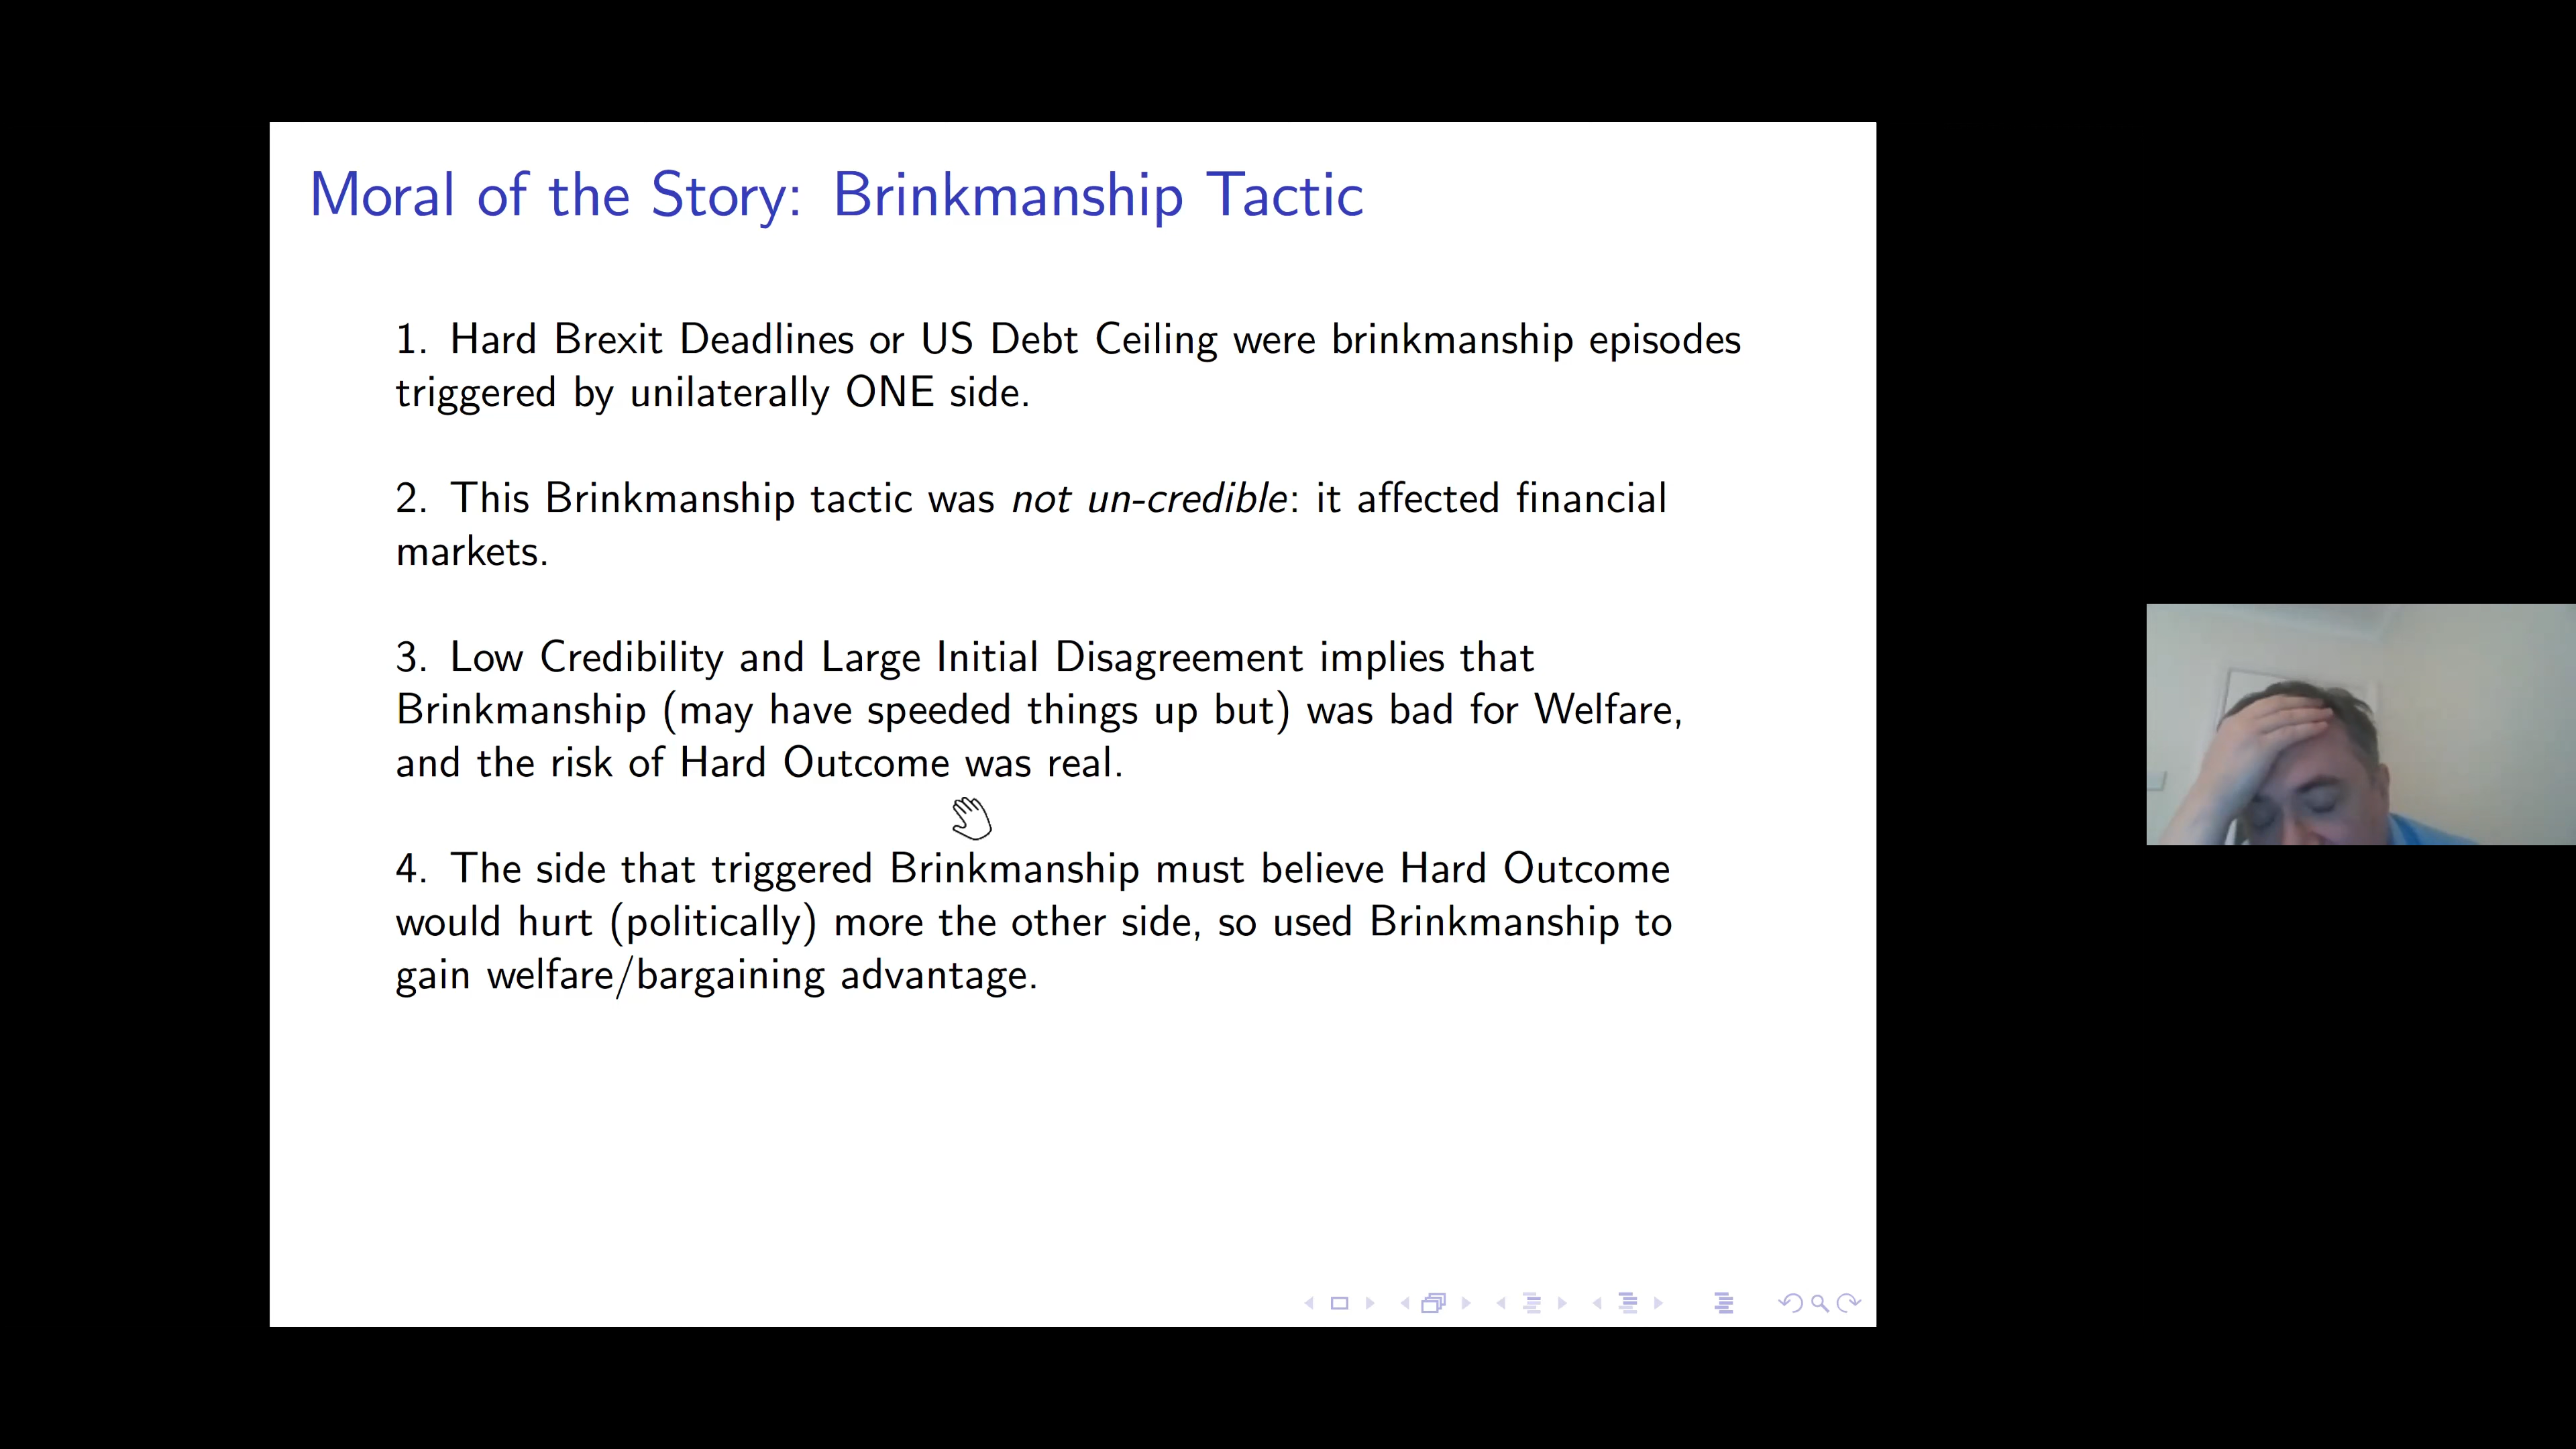 Moral of the Story: Brinkmanship Tactic
1. Hard Brexit Deadlines or US Debt Ceiling were brinkmanship episodes
triggered by unilaterally ONE side.
2. This Brinkmanship tactic was not un-credible: it affected financial
markets.
3. Low Credibility and Large Initial Disagreement implies that
Brinkmanship (may have speeded things up but) was bad for Welfare,
and the risk of Hard Outcome was real.
4. The side that triggered Brinkmanship must believe Hard Outcome
would hurt (politically) more the other side, so used Brinkmanship to
gain welfare/bargaining advantage.